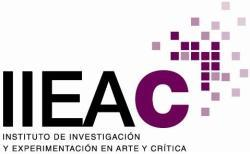 IIEAC
INSTITUTO DE INVESTIGACIÓN
Y EXPERIMENTACIÓN EN ARTE Y CRÍTICA